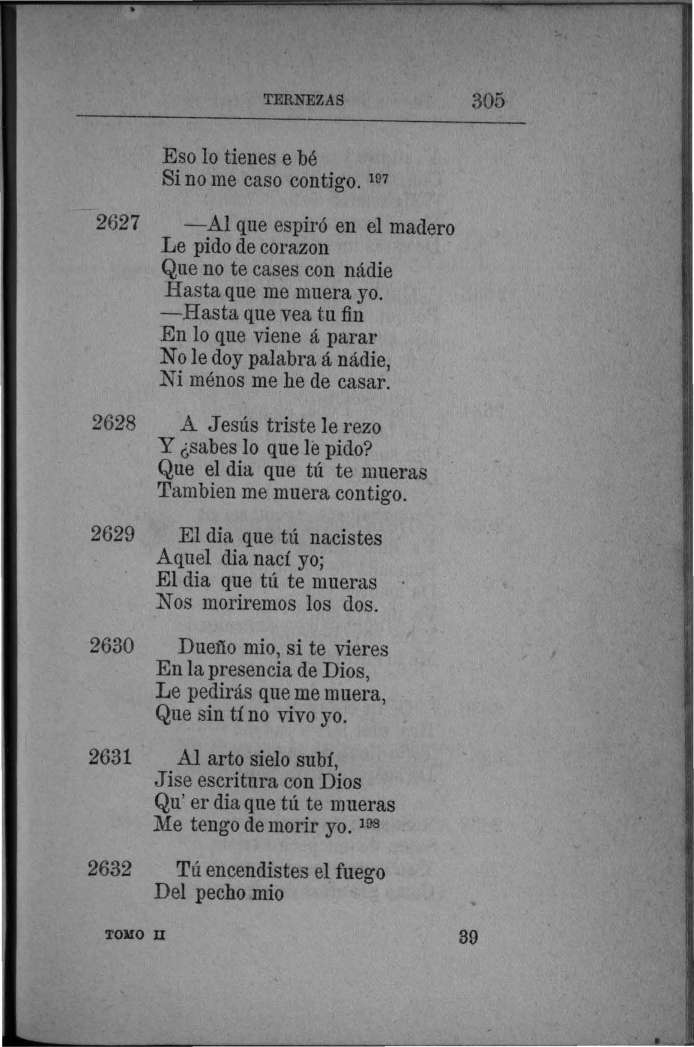 TERNEZAS 305
Eso lo tienes e bé
Si no me caso contigo. 197
2627 —Al que espiró en el madero
Le pido de corazon
Que no te cases con nádie
Hasta que me muera yo.
—Hasta que vea tu fin
En lo que viene á parar
No le doy palabra á nádie,
Ni ménos me he de casar.
2628 A Jesús triste le rezo
Y ¿sabes lo que le pido?
Que el dia que tú te mueras
Tambien me muera contigo.
2629 El dia que tú nacistes
Aquel dia nací yo;
El dia que tú te mueras
Nos moriremos los dos.
2630 Dueño mio, si te vieres
En la presencia de Dios,
Le pedirás que me muera,
Que sin tí no vivo yo.
2631 Al arto sielo subí,
Jise escritura con Dios
Qu' er dia que tú te mueras
Me tengo de morir yo. 198
2632 Tú encendistes el fuego
Del pecho mio
TOMO II 39